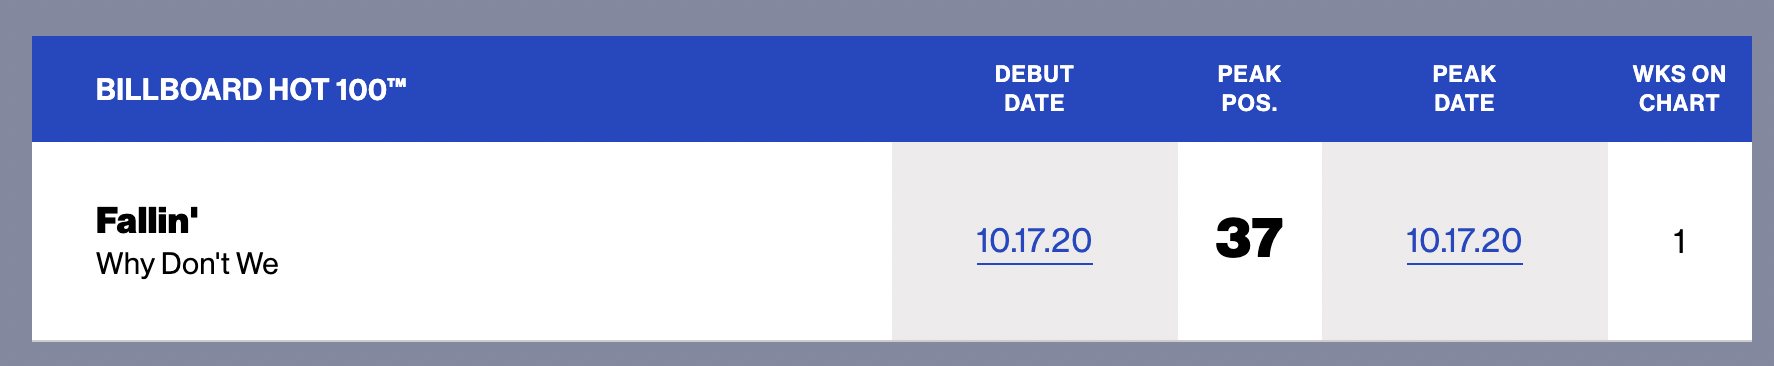 BILLBOARD HOT 100™
DEBUT
DATE
PEAK
POS.
PEAK
DATE
WKS ON
CHART
Fallin'
Why Don't We
10.17.20
37
10.17.20
1